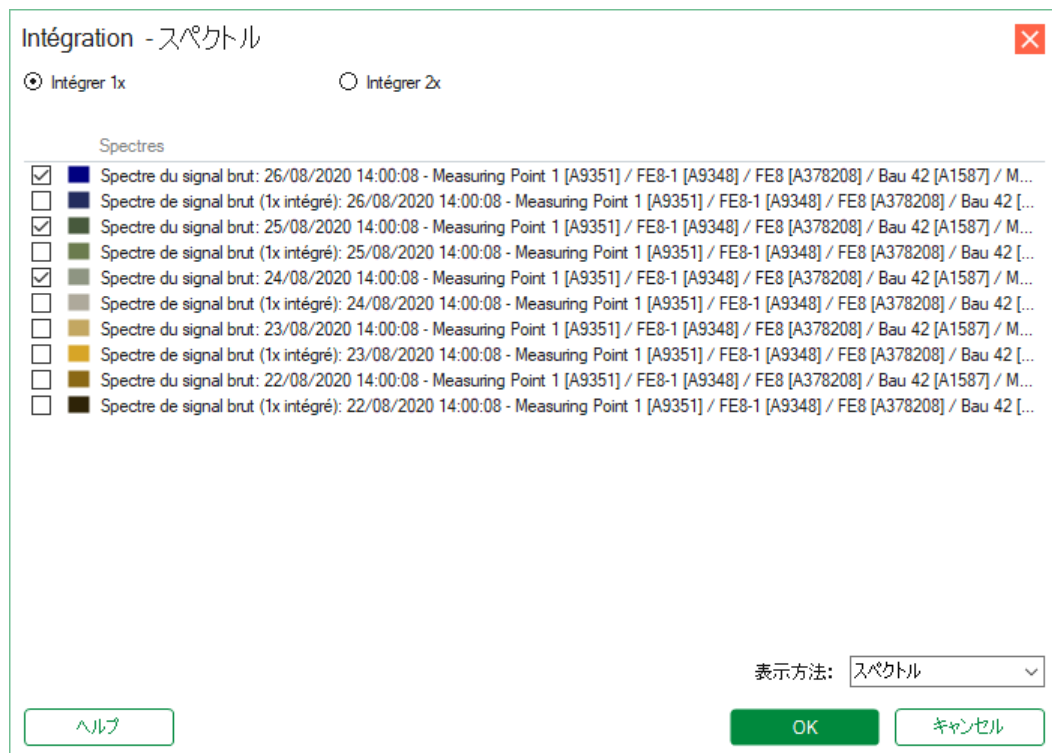 Intégration - スペクトル
Intégrer 1x Intégrer 2x
Spectres
Spectre du signal brut: 26/08/2020 14:00:08 - Measuring Point 1 [A9351] / FE8-1 [A9348] / FE8 [A378208] / Bau 42 [A1587] / M...
Spectre de signal brut (1x intégré): 26/08/2020 14:00:08 - Measuring Point 1 [A9351] / FE8-1 [A9348] / FE8 [A378208] / Bau 42 [...
Spectre du signal brut: 25/08/2020 14:00:08 - Measuring Point 1 [A9351] / FE8-1 [A9348] / FE8 [A378208] / Bau 42 [A1587] / M...
Spectre de signal brut (1x intégré): 25/08/2020 14:00:08 - Measuring Point 1 [A9351] / FE8-1 [A9348] / FE8 [A378208] / Bau 42 [...
Spectre du signal brut: 24/08/2020 14:00:08 - Measuring Point 1 [A9351] / FE8-1 [A9348] / FE8 [A378208] / Bau 42 [A1587] / M...
Spectre de signal brut (1x intégré): 24/08/2020 14:00:08 - Measuring Point 1 [A9351] / FE8-1 [A9348] / FE8 [A378208] / Bau 42 [...
Spectre du signal brut: 23/08/2020 14:00:08 - Measuring Point 1 [A9351] / FE8-1 [A9348] / FE8 [A378208] / Bau 42 [A1587] / M...
Spectre de signal brut (1x intégré): 23/08/2020 14:00:08 - Measuring Point 1 [A9351] / FE8-1 [A9348] / FE8 [A378208] / Bau 42 [...
Spectre du signal brut: 22/08/2020 14:00:08 - Measuring Point 1 [A9351] / FE8-1 [A9348] / FE8 [A378208] / Bau 42 [A1587] / M...
Spectre de signal brut (1x intégré): 22/08/2020 14:00:08 - Measuring Point 1 [A9351] / FE8-1 [A9348] / FE8 [A378208] / Bau 42 [...
表示方法: スペクトル
ヘルプ OK キャンセル